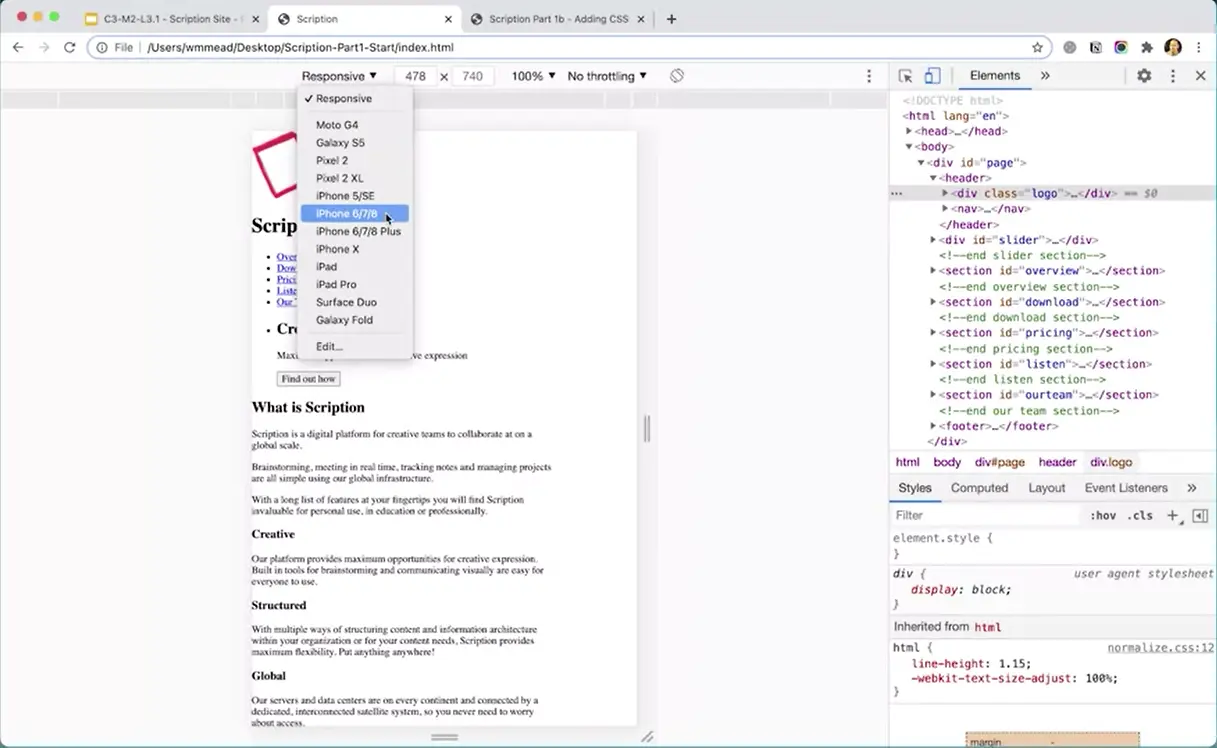 C3-M2-L3.1 - Scription Site -
Scription
Scription Part 1b - Adding CSS
File
/Users/wmmead/Desktop/Scription-Part1-Start/index.html
Responsive ▼ 478 × 740 100% ▼ No throttling ▼
✓ Responsive
Moto G4
Galaxy S5
Pixel 2
Pixel 2 XL
iPhone 5/SE
iPhone 6/7/8
iPhone 6/7/8 Plus
iPhone X
iPad
iPad Pro
Surface Duo
Galaxy Fold
Edit...
Scrip
• Over
• Dow
• Prici
• Liste
• Our
• Cr
Maxi
ve expression
Find out how
What is Scription
Scription is a digital platform for creative teams to collaborate at on a
global scale.
Brainstorming, meeting in real time, tracking notes and managing projects
are all simple using our global infrastructure.
With a long list of features at your fingertips you will find Scription
invaluable for personal use, in education or professionally.
Creative
Our platform provides maximum opportunities for creative expression.
Built in tools for brainstorming and communicating visually are easy for
everyone to use.
Structured
With multiple ways of structuring content and information architecture
within your organization or for your content needs, Scription provides
maximum flexibility. Put anything anywhere!
Global
Our servers and data centers are on every continent and connected by a
dedicated, interconnected satellite system, so you never need to worry
about access.
Elements »
<!DOCTYPE html>
<html lang="en">
▶<head>…</head>
▼<body>
▼<div id="page">
▼<header>
… ▶<div class="logo">…</div> == $0
▶<nav>…</nav>
</header>
▶<div id="slider">…</div>
<!--end slider section-->
▶<section id="overview">…</section>
<!--end overview section-->
▶<section id="download">…</section>
<!--end download section-->
▶<section id="pricing">…</section>
<!--end pricing section-->
▶<section id="listen">…</section>
<!--end listen section-->
▶<section id="ourteam">…</section>
<!--end our team section-->
▶<footer>…</footer>
</div>
html body div#page header div.logo
Styles Computed Layout Event Listeners »
Filter :hov .cls +
element.style {
}
div { user agent stylesheet
display: block;
}
Inherited from html
html { normalize.css:12
line-height: 1.15;
-webkit-text-size-adjust: 100%;
}
margin -